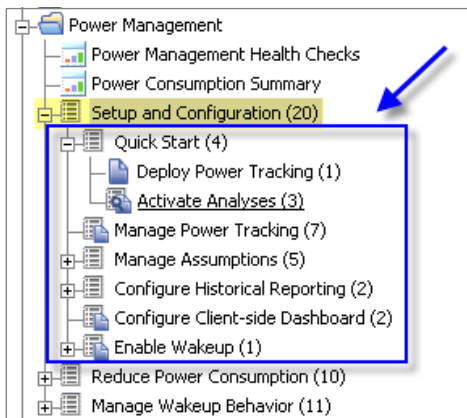 Power Management
Power Management Health Checks
Power Consumption Summary
Setup and Configuration (20)
Quick Start (4)
Deploy Power Tracking (1)
Activate Analyses (3)
Manage Power Tracking (7)
Manage Assumptions (5)
Configure Historical Reporting (2)
Configure Client-side Dashboard (2)
Enable Wakeup (1)
Reduce Power Consumption (10)
Manage Wakeup Behavior (11)